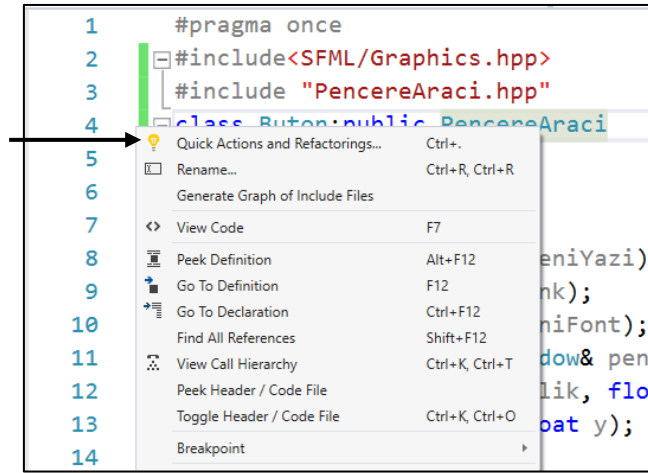 1 #pragma once
2 #include<SFML/Graphics.hpp>
3 #include "PencereAraci.hpp"
4 class Buton:public PencereAraci
Quick Actions and Refactorings... Ctrl+.
5
Rename... Ctrl+R, Ctrl+R
6
Generate Graph of Include Files
7
View Code F7
8 eniYazi)
Peek Definition Alt+F12
9 nk);
Go To Definition F12
10 niFont);
Go To Declaration Ctrl+F12
Find All References Shift+F12
11 dow& pen
View Call Hierarchy Ctrl+K, Ctrl+T
12 lik, flo
Peek Header / Code File
13 oat y);
Toggle Header / Code File Ctrl+K, Ctrl+O
14
Breakpoint